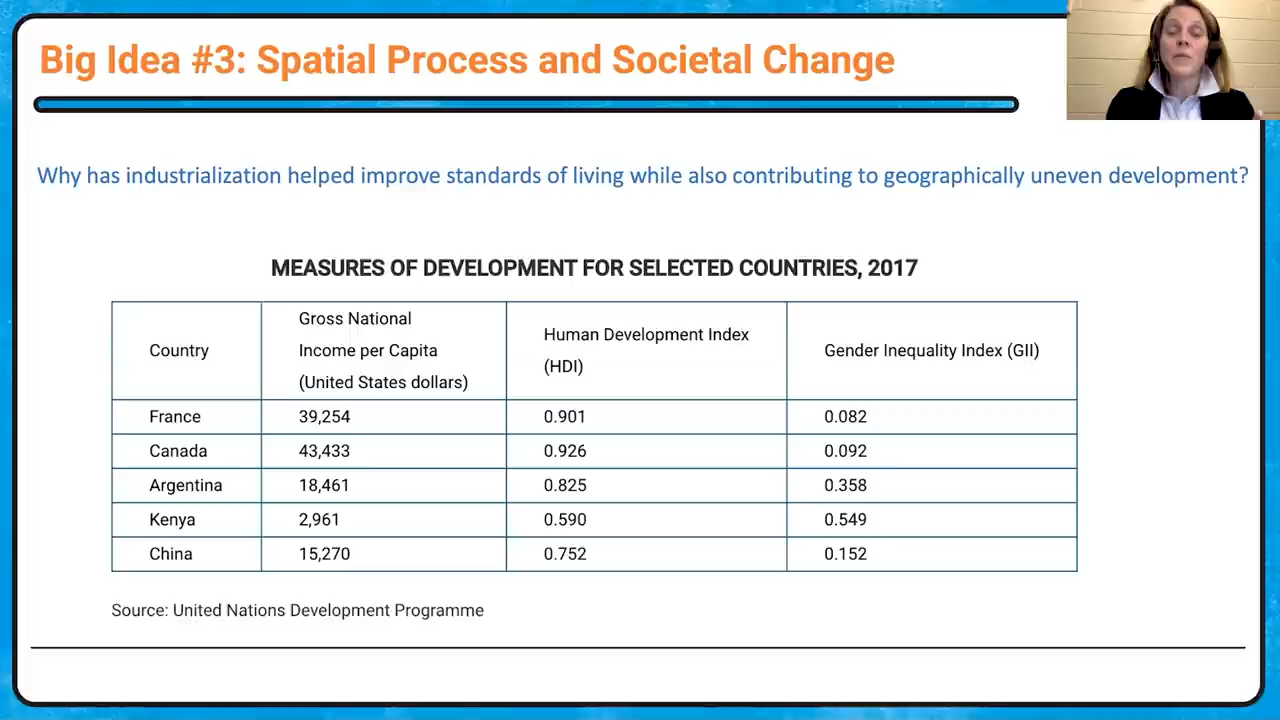 Big Idea #3: Spatial Process and Societal Change
Why has industrialization helped improve standards of living while also contributing to geographically uneven development?
MEASURES OF DEVELOPMENT FOR SELECTED COUNTRIES, 2017
Country
Gross National
Income per Capita
(United States dollars)
Human Development Index
(HDI)
Gender Inequality Index (GII)
France 39,254 0.901 0.082
Canada 43,433 0.926 0.092
Argentina 18,461 0.825 0.358
Kenya 2,961 0.590 0.549
China 15,270 0.752 0.152
Source: United Nations Development Programme